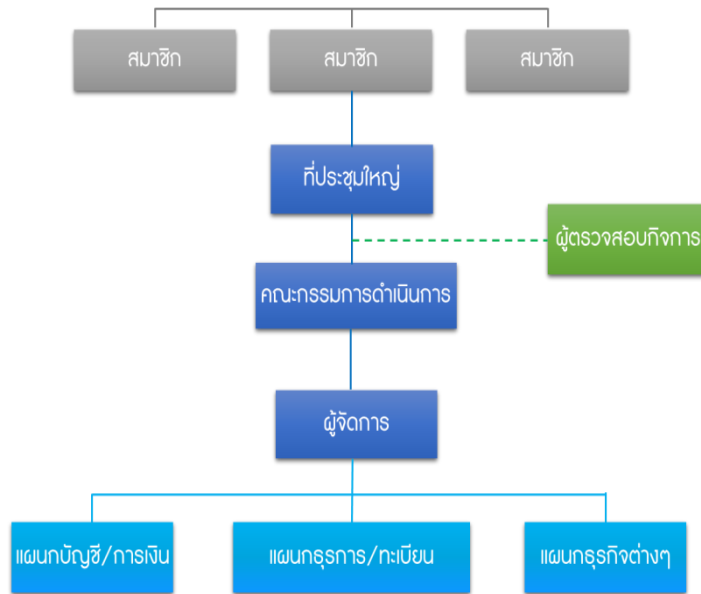 สมาชิก
สมาชิก
สมาชิก
ที่ประชุมใหญ่
ผู้ตรวจสอบกิจการ
คณะกรรมการดำเนินการ
ผู้จัดการ
แผนกบัญชี/การเงิน
แผนกธุรการ/ทะเบียน
แผนกธุรกิจต่างๆ